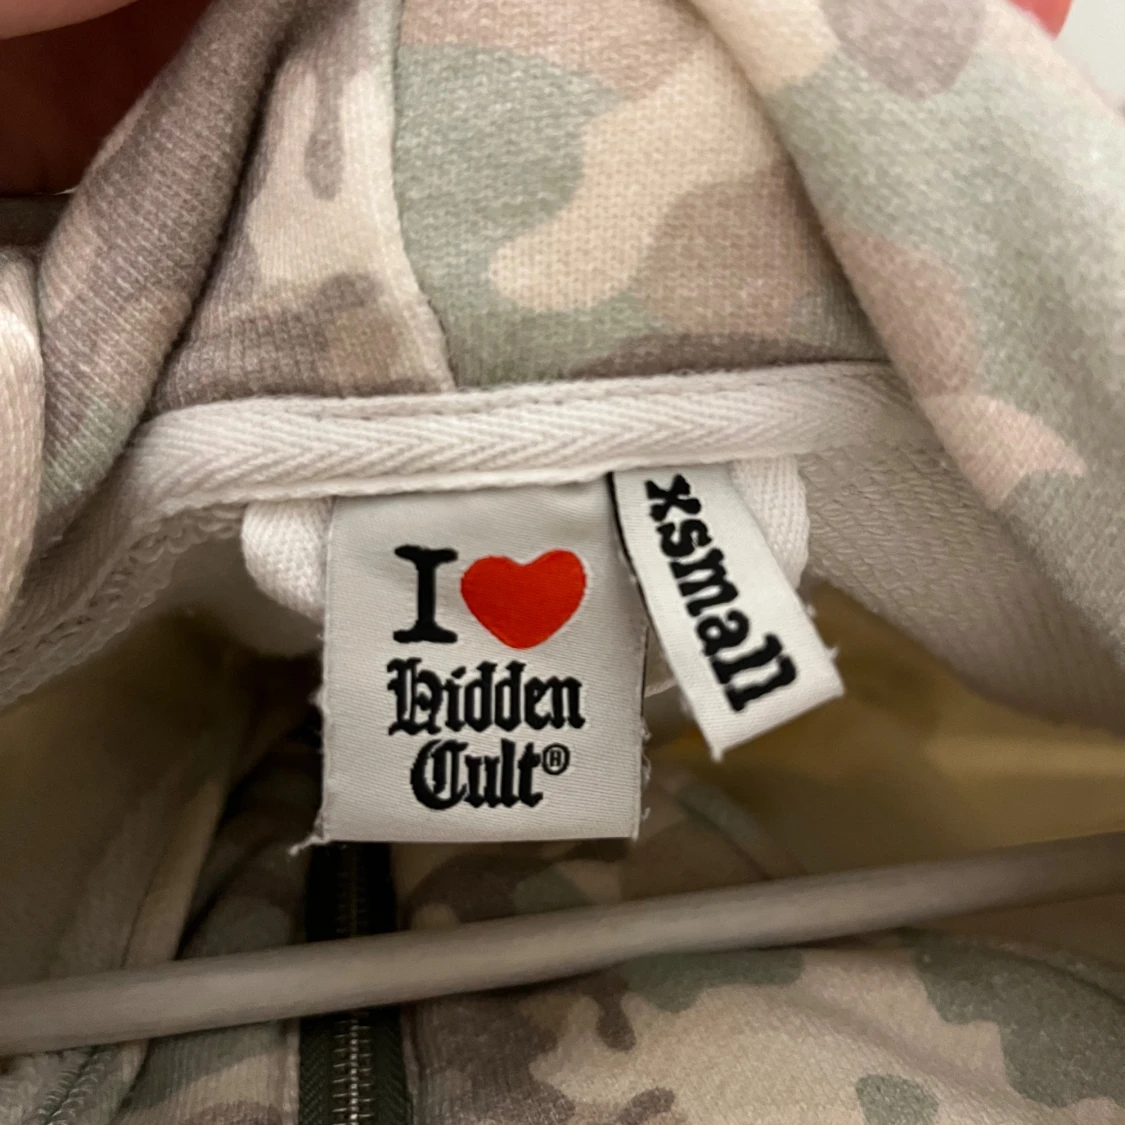 I ❤
Hidden
Cult®
xsmall